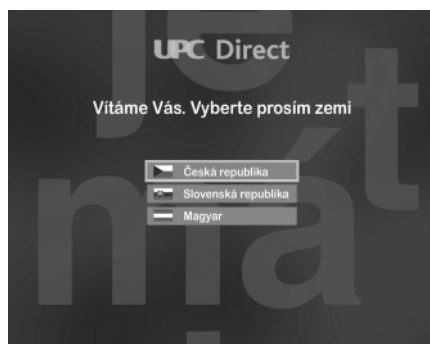 UPC Direct
Vítáme Vás. Vyberte prosím zemi
Česká republika
Slovenská republika
Magyar